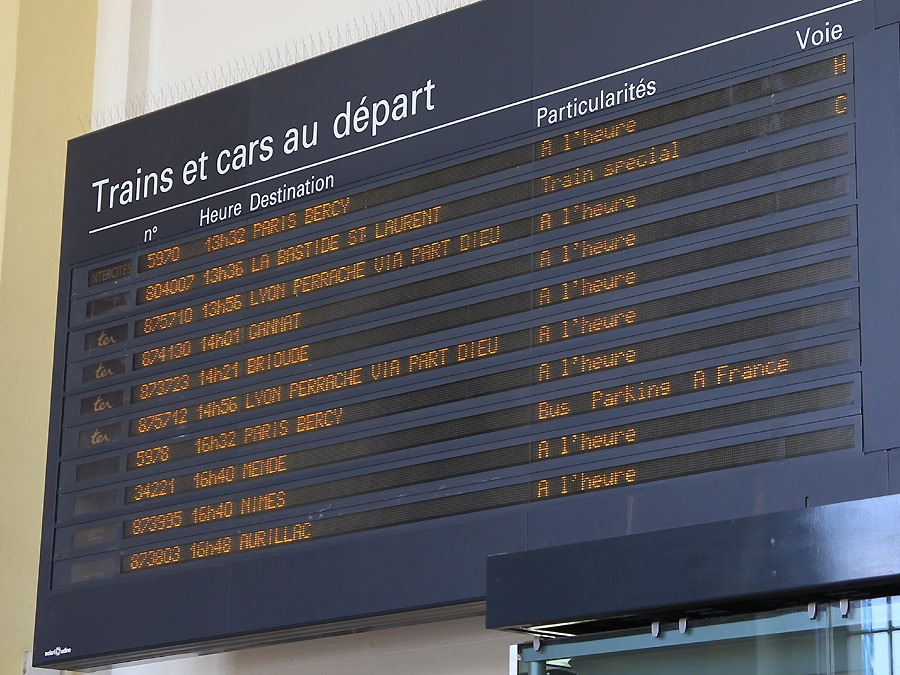 Trains et cars au départ
n° Heure Destination Particularités Voie
INTERCITÉS 5970 13h32 PARIS BERCY A l'heure H
804007 13h36 LA BASTIDE ST LAURENT Train special C
ter 875710 13h56 LYON PERRACHE VIA PART DIEU A l'heure
ter 874130 14h01 GANNAT A l'heure
ter 873723 14h21 BRIOUDE A l'heure
ter 875712 14h56 LYON PERRACHE VIA PART DIEU A l'heure
5978 16h32 PARIS BERCY A l'heure
34221 16h40 MENDE Bus Parking A France
873995 16h40 NIMES A l'heure
873803 16h48 AURILLAC A l'heure
solari udine